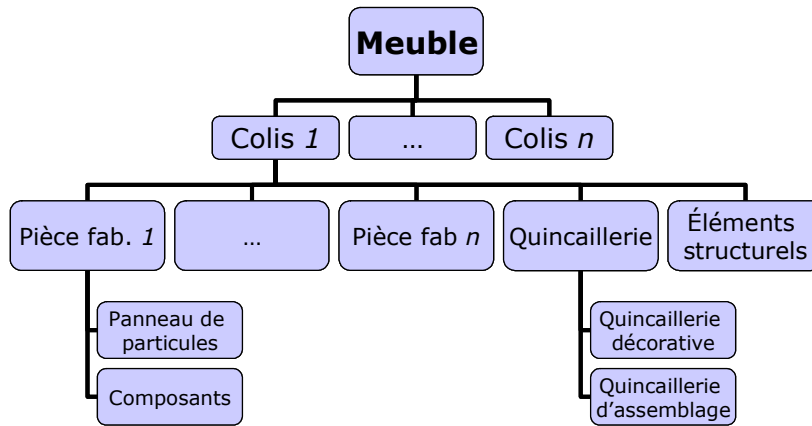 Meuble
Colis 1
...
Colis n
Pièce fab. 1
...
Pièce fab n
Quincaillerie
Éléments
structurels
Panneau de
particules
Composants
Quincaillerie
décorative
Quincaillerie
d'assemblage